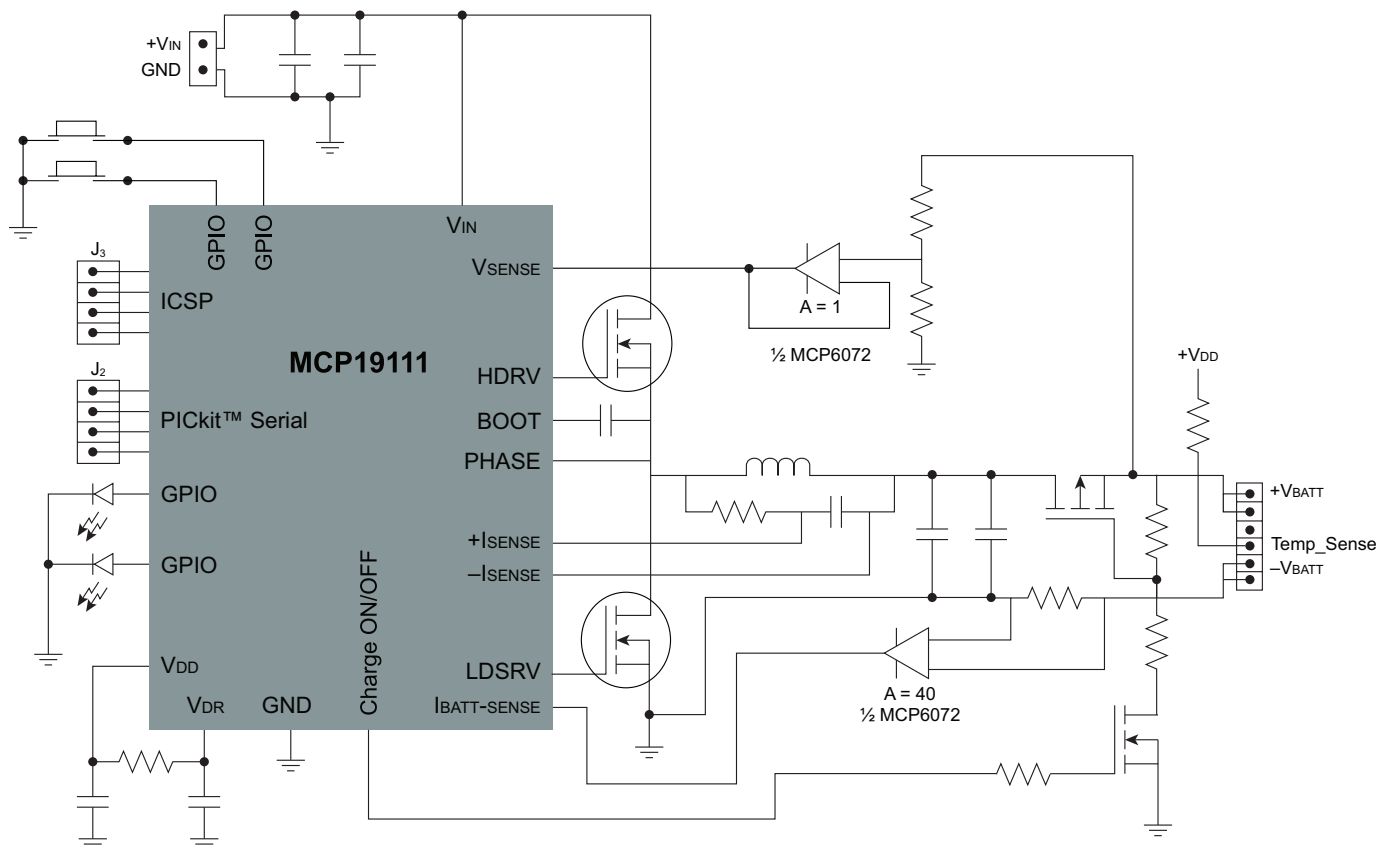 +VIN
GND
GPIO
GPIO
VIN
J3
ICSP
VSENSE
A = 1
½ MCP6072
MCP19111
HDRV
+VDD
J2
PICkit™ Serial
BOOT
PHASE
GPIO
+VBATT
+ISENSE
Temp_Sense
GPIO
–ISENSE
–VBATT
Charge ON/OFF
VDD
LDSRV
A = 40
½ MCP6072
VDR
GND
IBATT-SENSE